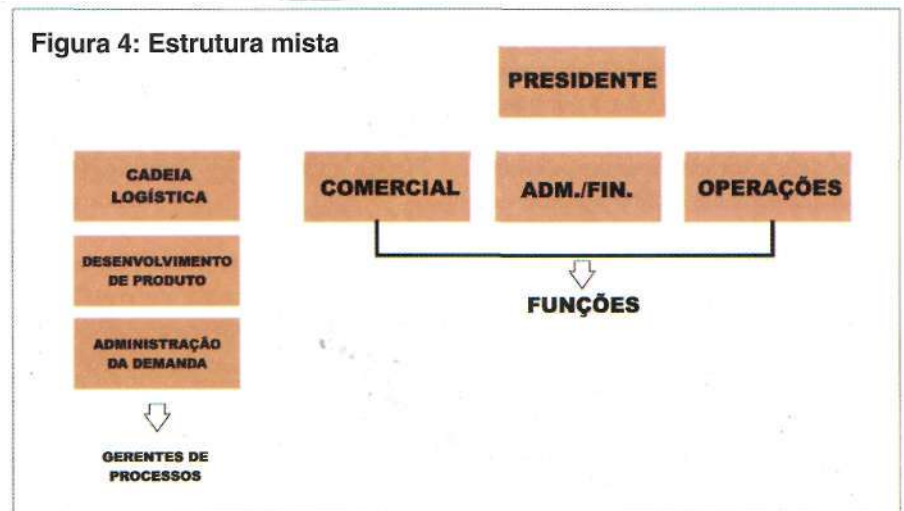 Figura 4: Estrutura mista
PRESIDENTE
CADEIA
LOGÍSTICA
COMERCIAL
ADM./FIN.
OPERAÇÕES
DESENVOLVIMENTO
DE PRODUTO
FUNÇÕES
ADMINISTRAÇÃO
DA DEMANDA
GERENTES DE
PROCESSOS